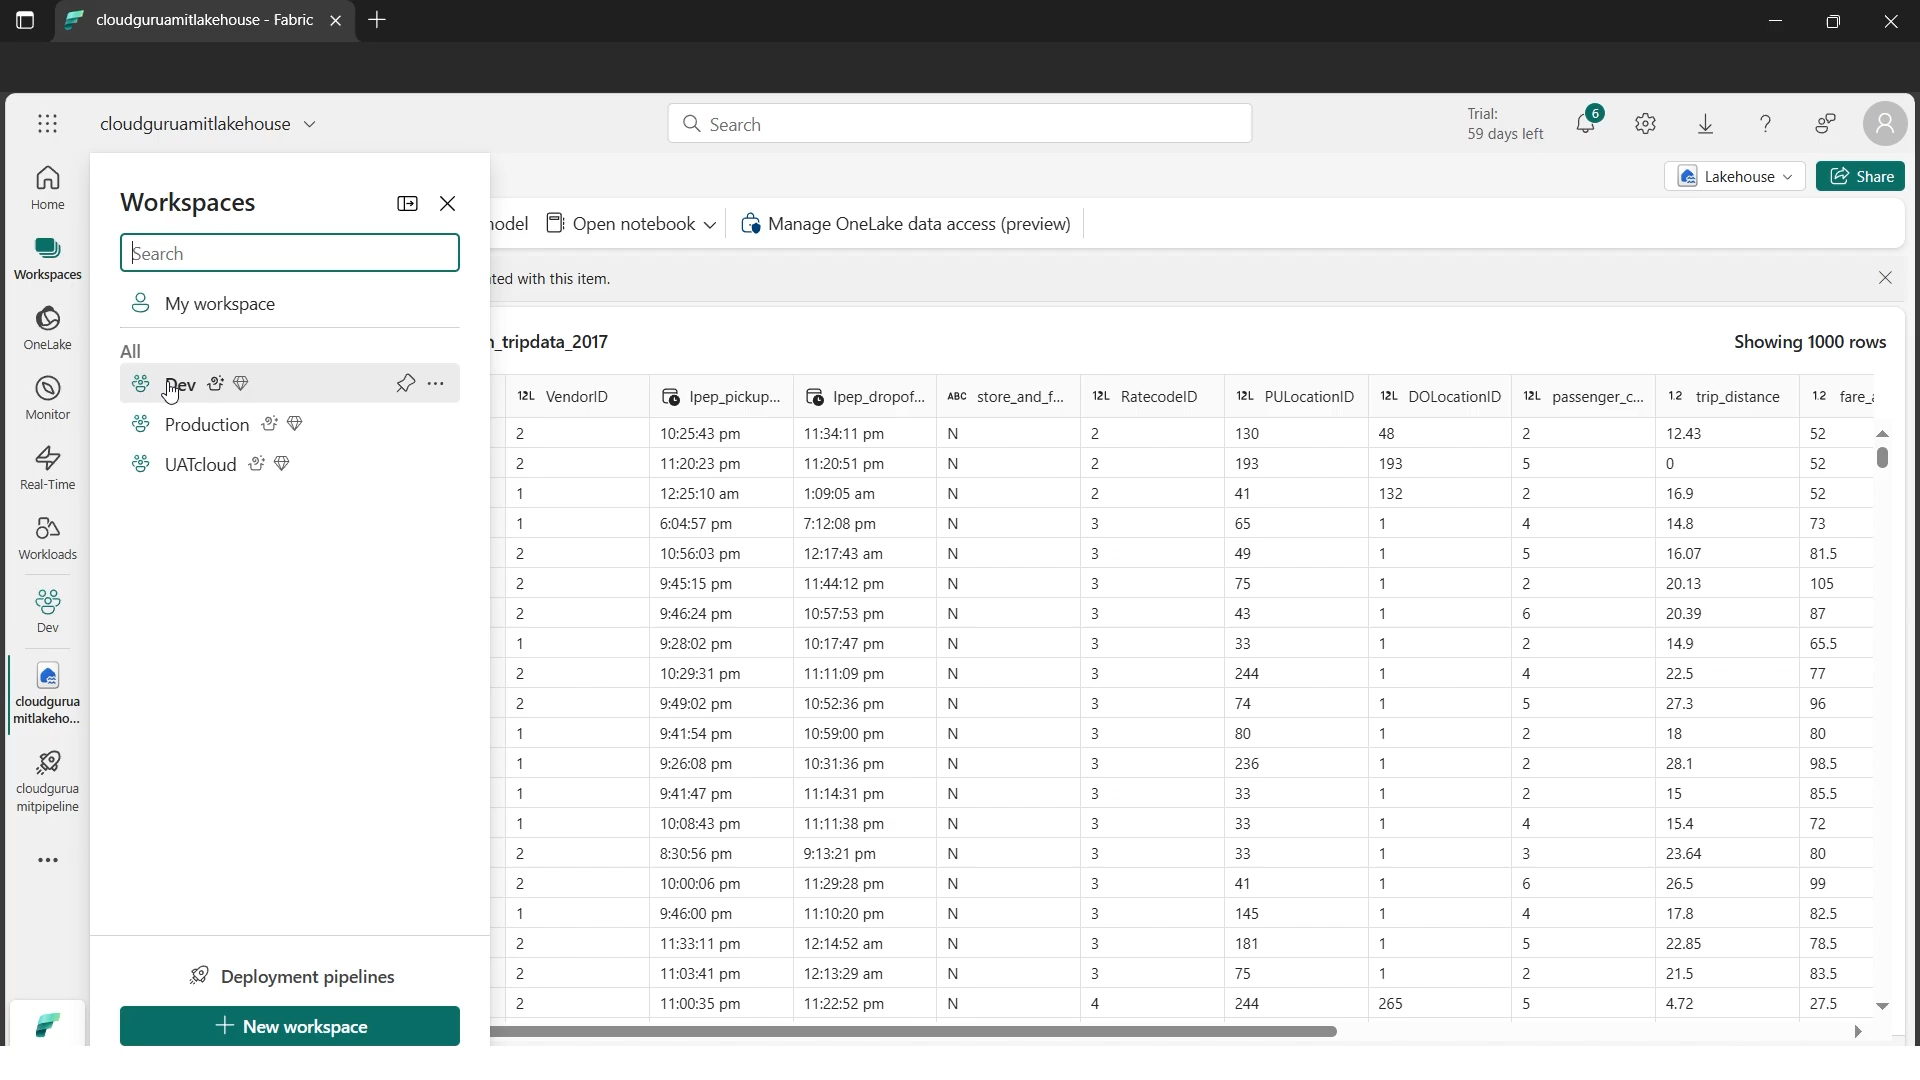 cloudguruamitlakehouse - Fabric
cloudguruamitlakehouse
Search
Trial:
59 days left
6
Home
Workspaces
OneLake
Monitor
Real-Time
Workloads
Dev
cloudgurua
mitlakeho...
cloudgurua
mitpipeline
Workspaces
Search
My workspace
All
Dev
Production
UATcloud
Deployment pipelines
New workspace
Lakehouse
Share
Open notebook
Manage OneLake data access (preview)
with this item.
_tripdata_2017
Showing 1000 rows
12L VendorID lpep_pickup... lpep_dropof... ABC store_and_f... 12L RatecodeID 12L PULocationID 12L DOLocationID 12L passenger_c... 1.2 trip_distance 1.2 fare_
2 10:25:43 pm 11:34:11 pm N 2 130 48 2 12.43 52
2 11:20:23 pm 11:20:51 pm N 2 193 193 5 0 52
1 12:25:10 am 1:09:05 am N 2 41 132 2 16.9 52
1 6:04:57 pm 7:12:08 pm N 3 65 1 4 14.8 73
2 10:56:03 pm 12:17:43 am N 3 49 1 5 16.07 81.5
2 9:45:15 pm 11:44:12 pm N 3 75 1 2 20.13 105
2 9:46:24 pm 10:57:53 pm N 3 43 1 6 20.39 87
1 9:28:02 pm 10:17:47 pm N 3 33 1 2 14.9 65.5
2 10:29:31 pm 11:11:09 pm N 3 244 1 4 22.5 77
2 9:49:02 pm 10:52:36 pm N 3 74 1 5 27.3 96
1 9:41:54 pm 10:59:00 pm N 3 80 1 2 18 80
1 9:26:08 pm 10:31:36 pm N 3 236 1 2 28.1 98.5
1 9:41:47 pm 11:14:31 pm N 3 33 1 2 15 85.5
1 10:08:43 pm 11:11:38 pm N 3 33 1 4 15.4 72
2 8:30:56 pm 9:13:21 pm N 3 33 1 3 23.64 80
2 10:00:06 pm 11:29:28 pm N 3 41 1 6 26.5 99
1 9:46:00 pm 11:10:20 pm N 3 145 1 4 17.8 82.5
2 11:33:11 pm 12:14:52 am N 3 181 1 5 22.85 78.5
2 11:03:41 pm 12:13:29 am N 3 75 1 2 21.5 83.5
2 11:00:35 pm 11:22:52 pm N 4 244 265 5 4.72 27.5